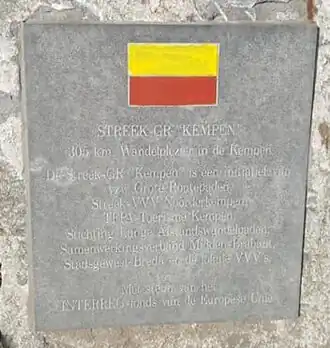 STREEK-GR "KEMPEN"
305 km. Wandelplezier in de Kempen
De Streek-GR "Kempen" is een initiatief van
vzw Grote Routepaden,
Streek-VVV Noorderkempen,
TFPA-Toerisme Kempen,
Stichting Lange Afstandswandelpaden,
Samenwerkingsverband Midden-Brabant,
Stadsgewest Breda en de lokale VVV's.
Met steun van het
INTERREG-fonds van de Europese Unie